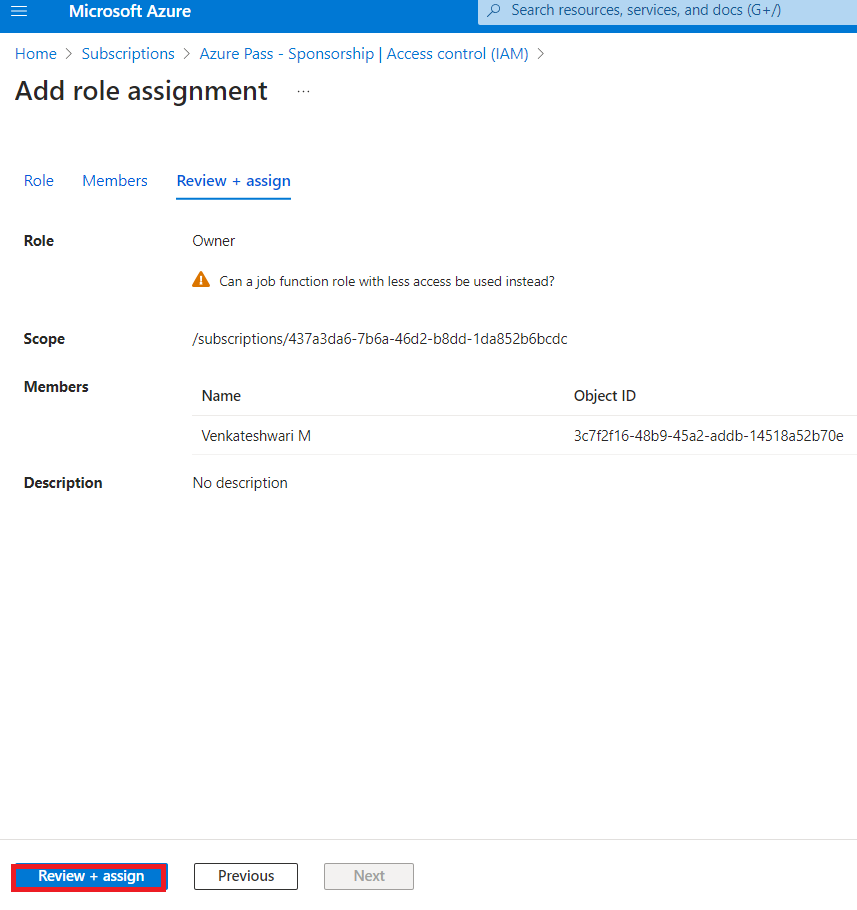 Microsoft Azure
Search resources, services, and docs (G+/)
Home > Subscriptions > Azure Pass - Sponsorship | Access control (IAM) >
Add role assignment ...
Role Members Review + assign
Role Owner
Can a job function role with less access be used instead?
Scope /subscriptions/437a3da6-7b6a-46d2-b8dd-1da852b6bcdc
Members
Name Object ID
Venkateshwari M 3c7f2f16-48b9-45a2-addb-14518a52b70e
Description No description
Review + assign Previous Next